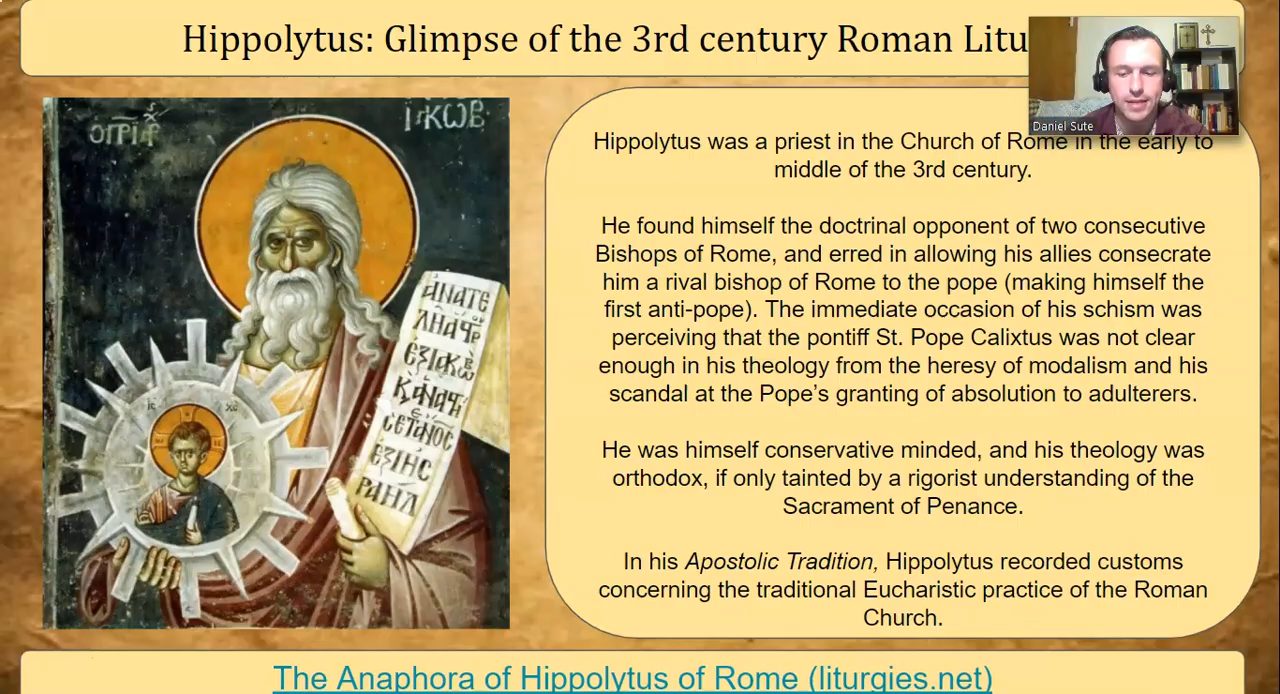 Hippolytus: Glimpse of the 3rd century Roman Litu
Daniel Sute
Ἰακώβ
ἀνατε
Hippolytus was a priest in the Church of Rome in the early to
middle of the 3rd century.
He found himself the doctrinal opponent of two consecutive
Bishops of Rome, and erred in allowing his allies consecrate
him a rival bishop of Rome to the pope (making himself the
first anti-pope). The immediate occasion of his schism was
perceiving that the pontiff St. Pope Calixtus was not clear
enough in his theology from the heresy of modalism and his
scandal at the Pope’s granting of absolution to adulterers.
He was himself conservative minded, and his theology was
orthodox, if only tainted by a rigorist understanding of the
Sacrament of Penance.
In his Apostolic Tradition, Hippolytus recorded customs
concerning the traditional Eucharistic practice of the Roman
Church.
The Anaphora of Hippolytus of Rome (liturgies.net)